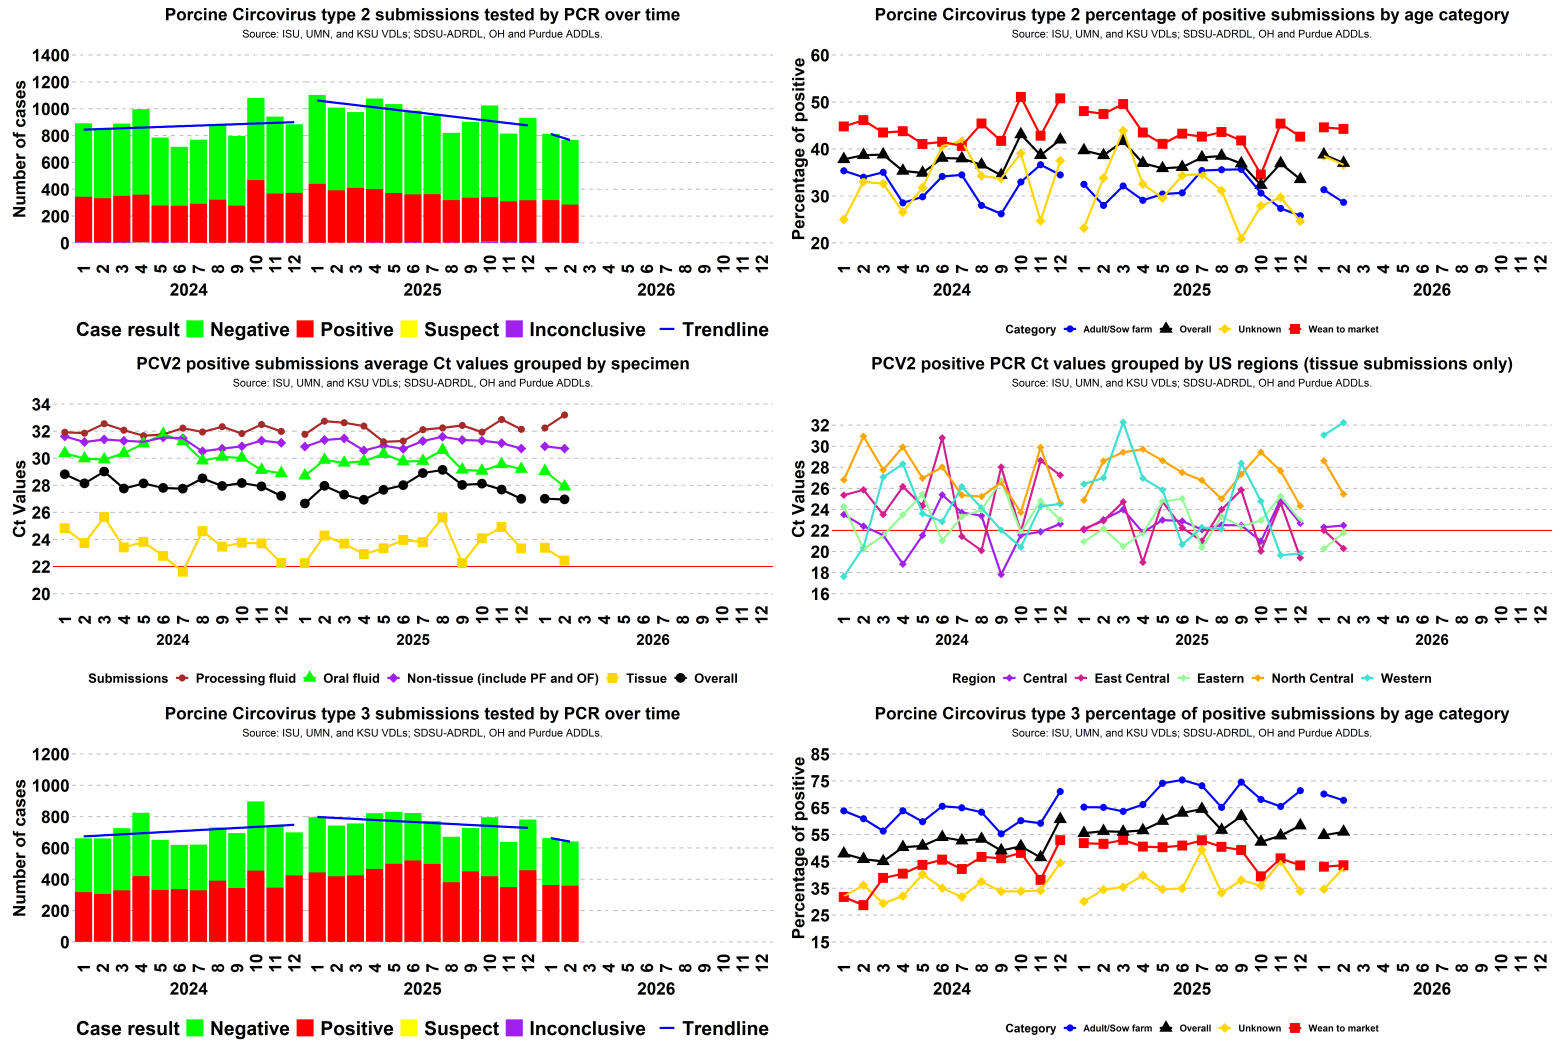 Porcine Circovirus type 2 submissions tested by PCR over time
Source: ISU, UMN, and KSU VDLs; SDSU-ADRDL, OH and Purdue ADDLs.
Number of cases
1400
1200
1000
800
600
400
200
0
1 2 3 4 5 6 7 8 9 10 11 12 1 2 3 4 5 6 7 8 9 10 11 12 1 2 3 4 5 6 7 8 9 10 11 12
2024 2025 2026
Case result Negative Positive Suspect Inconclusive Trendline
Porcine Circovirus type 2 percentage of positive submissions by age category
Source: ISU, UMN, and KSU VDLs; SDSU-ADRDL, OH and Purdue ADDLs.
Percentage of positive
60
50
40
30
20
1 2 3 4 5 6 7 8 9 10 11 12 1 2 3 4 5 6 7 8 9 10 11 12 1 2 3 4 5 6 7 8 9 10 11 12
2024 2025 2026
Category Adult/Sow farm Overall Unknown Wean to market
PCV2 positive submissions average Ct values grouped by specimen
Source: ISU, UMN, and KSU VDLs; SDSU-ADRDL, OH and Purdue ADDLs.
Ct Values
34
32
30
28
26
24
22
20
1 2 3 4 5 6 7 8 9 10 11 12 1 2 3 4 5 6 7 8 9 10 11 12 1 2 3 4 5 6 7 8 9 10 11 12
2024 2025 2026
Submissions Processing fluid Oral fluid Non-tissue (include PF and OF) Tissue Overall
PCV2 positive PCR Ct values grouped by US regions (tissue submissions only)
Source: ISU, UMN, and KSU VDLs; SDSU-ADRDL, OH and Purdue ADDLs.
Ct Values
32
30
28
26
24
22
20
18
16
1 2 3 4 5 6 7 8 9 10 11 12 1 2 3 4 5 6 7 8 9 10 11 12 1 2 3 4 5 6 7 8 9 10 11 12
2024 2025 2026
Region Central East Central Eastern North Central Western
Porcine Circovirus type 3 submissions tested by PCR over time
Source: ISU, UMN, and KSU VDLs; SDSU-ADRDL, OH and Purdue ADDLs.
Number of cases
1200
1000
800
600
400
200
0
1 2 3 4 5 6 7 8 9 10 11 12 1 2 3 4 5 6 7 8 9 10 11 12 1 2 3 4 5 6 7 8 9 10 11 12
2024 2025 2026
Case result Negative Positive Suspect Inconclusive Trendline
Porcine Circovirus type 3 percentage of positive submissions by age category
Source: ISU, UMN, and KSU VDLs; SDSU-ADRDL, OH and Purdue ADDLs.
Percentage of positive
85
75
65
55
45
35
25
15
1 2 3 4 5 6 7 8 9 10 11 12 1 2 3 4 5 6 7 8 9 10 11 12 1 2 3 4 5 6 7 8 9 10 11 12
2024 2025 2026
Category Adult/Sow farm Overall Unknown Wean to market